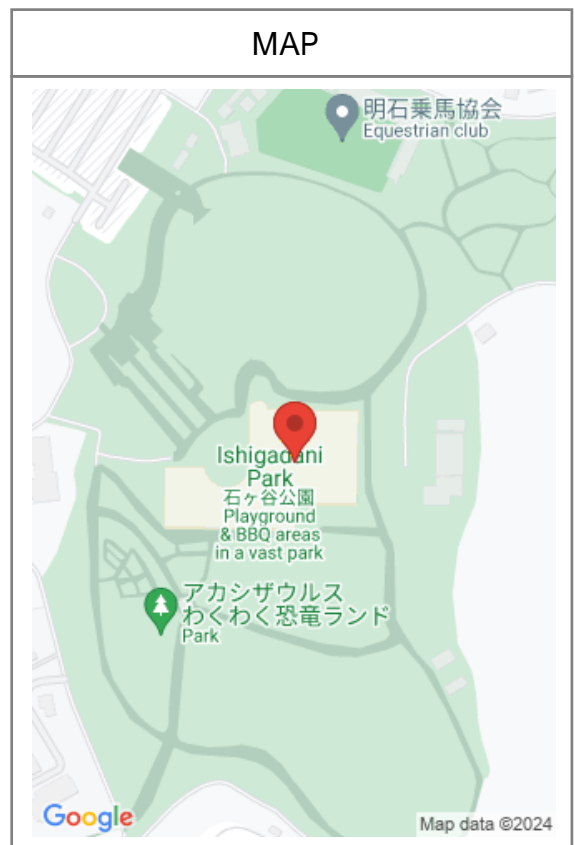 MAP
明石乗馬協会
Equestrian club
Ishigadani
Park
石ヶ谷公園
Playground
& BBQ areas
in a vast park
アカシザウルス
わくわく恐竜ランド
Park
Google
Map data ©2024